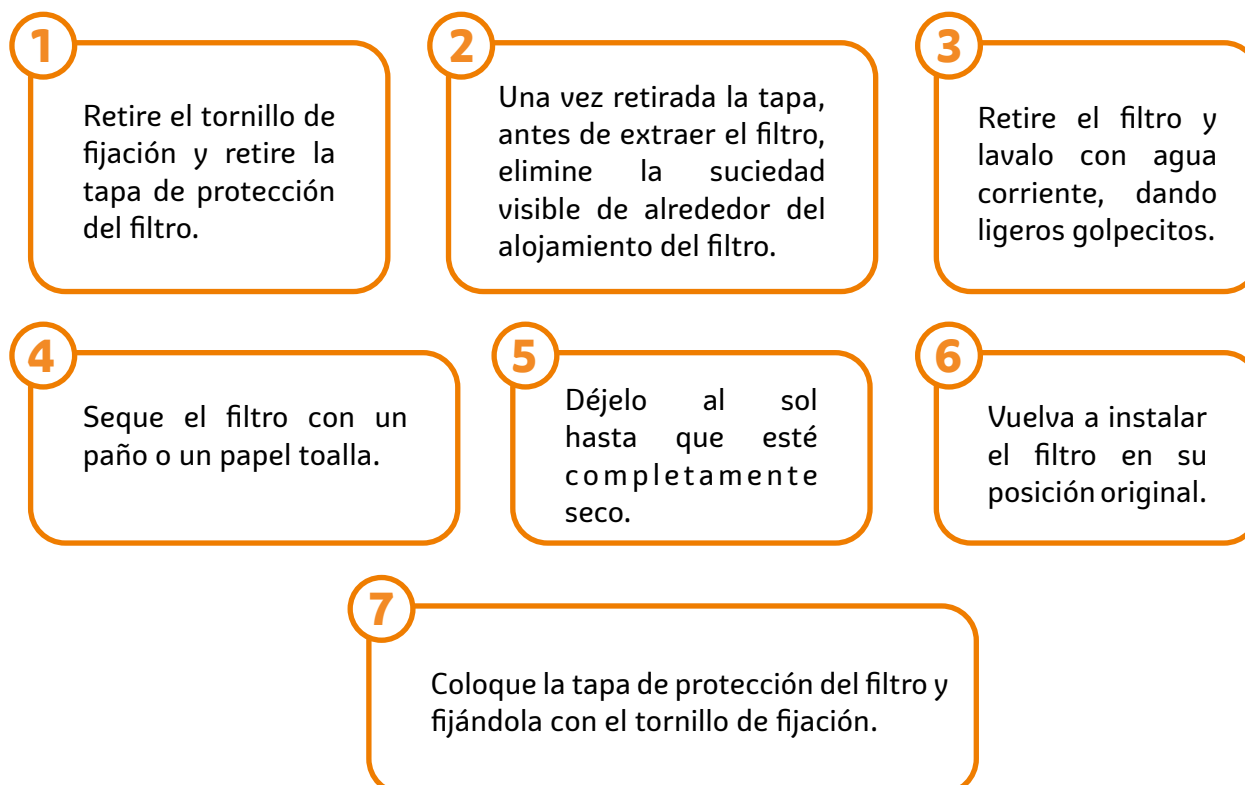 1
Retire el tornillo de
fijación y retire la
tapa de protección
del filtro.
2
Una vez retirada la tapa,
antes de extraer el filtro,
elimine la suciedad
visible de alrededor del
alojamiento del filtro.
3
Retire el filtro y
lavalo con agua
corriente, dando
ligeros golpecitos.
4
Seque el filtro con un
paño o un papel toalla.
5
Déjelo al sol
hasta que esté
completamente
seco.
6
Vuelva a instalar
el filtro en su
posición original.
7
Coloque la tapa de protección del filtro y
fijándola con el tornillo de fijación.